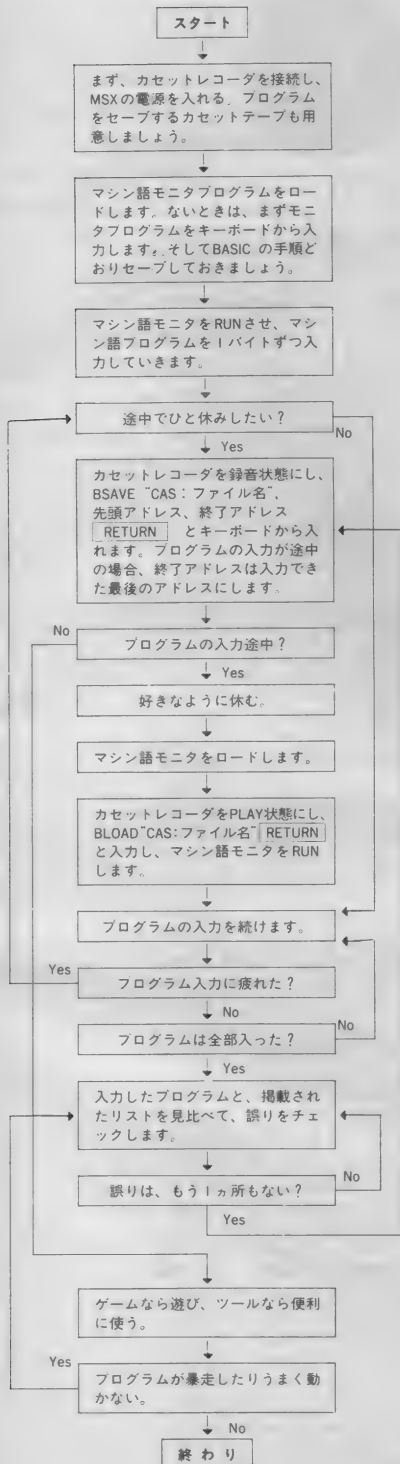 スタート
まず、カセットレコーダを接続し、
MSXの電源を入れる．プログラム
をセーブするカセットテープも用
意しましょう。
マシン語モニタプログラムをロー
ドします。ないときは、まずモニ
タプログラムをキーボードから入
力します。そしてBASIC の手順ど
おりセーブしておきましょう。
マシン語モニタをRUNさせ、マシ
ン語プログラムを1バイトずつ入
力していきます。
途中でひと休みしたい？
No
Yes
カセットレコーダを録音状態にし、
BSAVE "CAS：ファイル名",
先頭アドレス、終了アドレス
RETURN とキーボードから入
れます。プログラムの入力が途中
の場合、終了アドレスは入力でき
た最後のアドレスにします。
No
プログラムの入力途中？
Yes
好きなように休む。
マシン語モニタをロードします。
カセットレコーダをPLAY状態にし、
BLOAD"CAS:ファイル名" RETURN
と入力し、マシン語モニタをRUN
します。
プログラムの入力を続けます。
Yes
プログラム入力に疲れた？
No
プログラムは全部入った？
No
Yes
入力したプログラムと、掲載され
たリストを見比べて、誤りをチェ
ックします。
誤りは、もう1ヵ所もない？
No
Yes
ゲームなら遊び、ツールなら便利
に使う。
Yes
プログラムが暴走したりうまく動
かない。
No
終わり